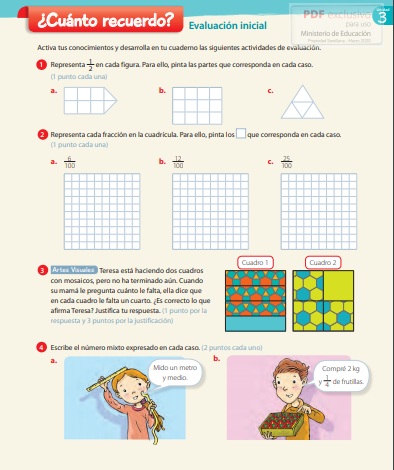 ¿Cuánto recuerdo?
Evaluación inicial
PDF exclusivo
para uso
Ministerio de Educación
3
Activa tus conocimientos y desarrolla en tu cuaderno las siguientes actividades de evaluación.
1 Representa 1/2 en cada figura. Para ello, pinta las partes que corresponda en cada caso.
(1 punto cada una)
a. b. c.
2 Representa cada fracción en la cuadrícula. Para ello, pinta los □ que corresponda en cada caso.
(1 punto cada una)
a. 6/100 b. 12/100 c. 25/100
3 Artes Visuales Teresa está haciendo dos cuadros
con mosaicos, pero no ha terminado aún. Cuando
su mamá le pregunta cuánto le falta, ella dice que
en cada cuadro le falta un cuarto. ¿Es correcto lo que
afirma Teresa? Justifica tu respuesta. (1 punto por la
respuesta y 3 puntos por la justificación)
Cuadro 1
Cuadro 2
4 Escribe el número mixto expresado en cada caso. (2 puntos cada uno)
a.
Mido un metro
y medio.
b.
Compré 2 kg
y 1/4 de frutillas.